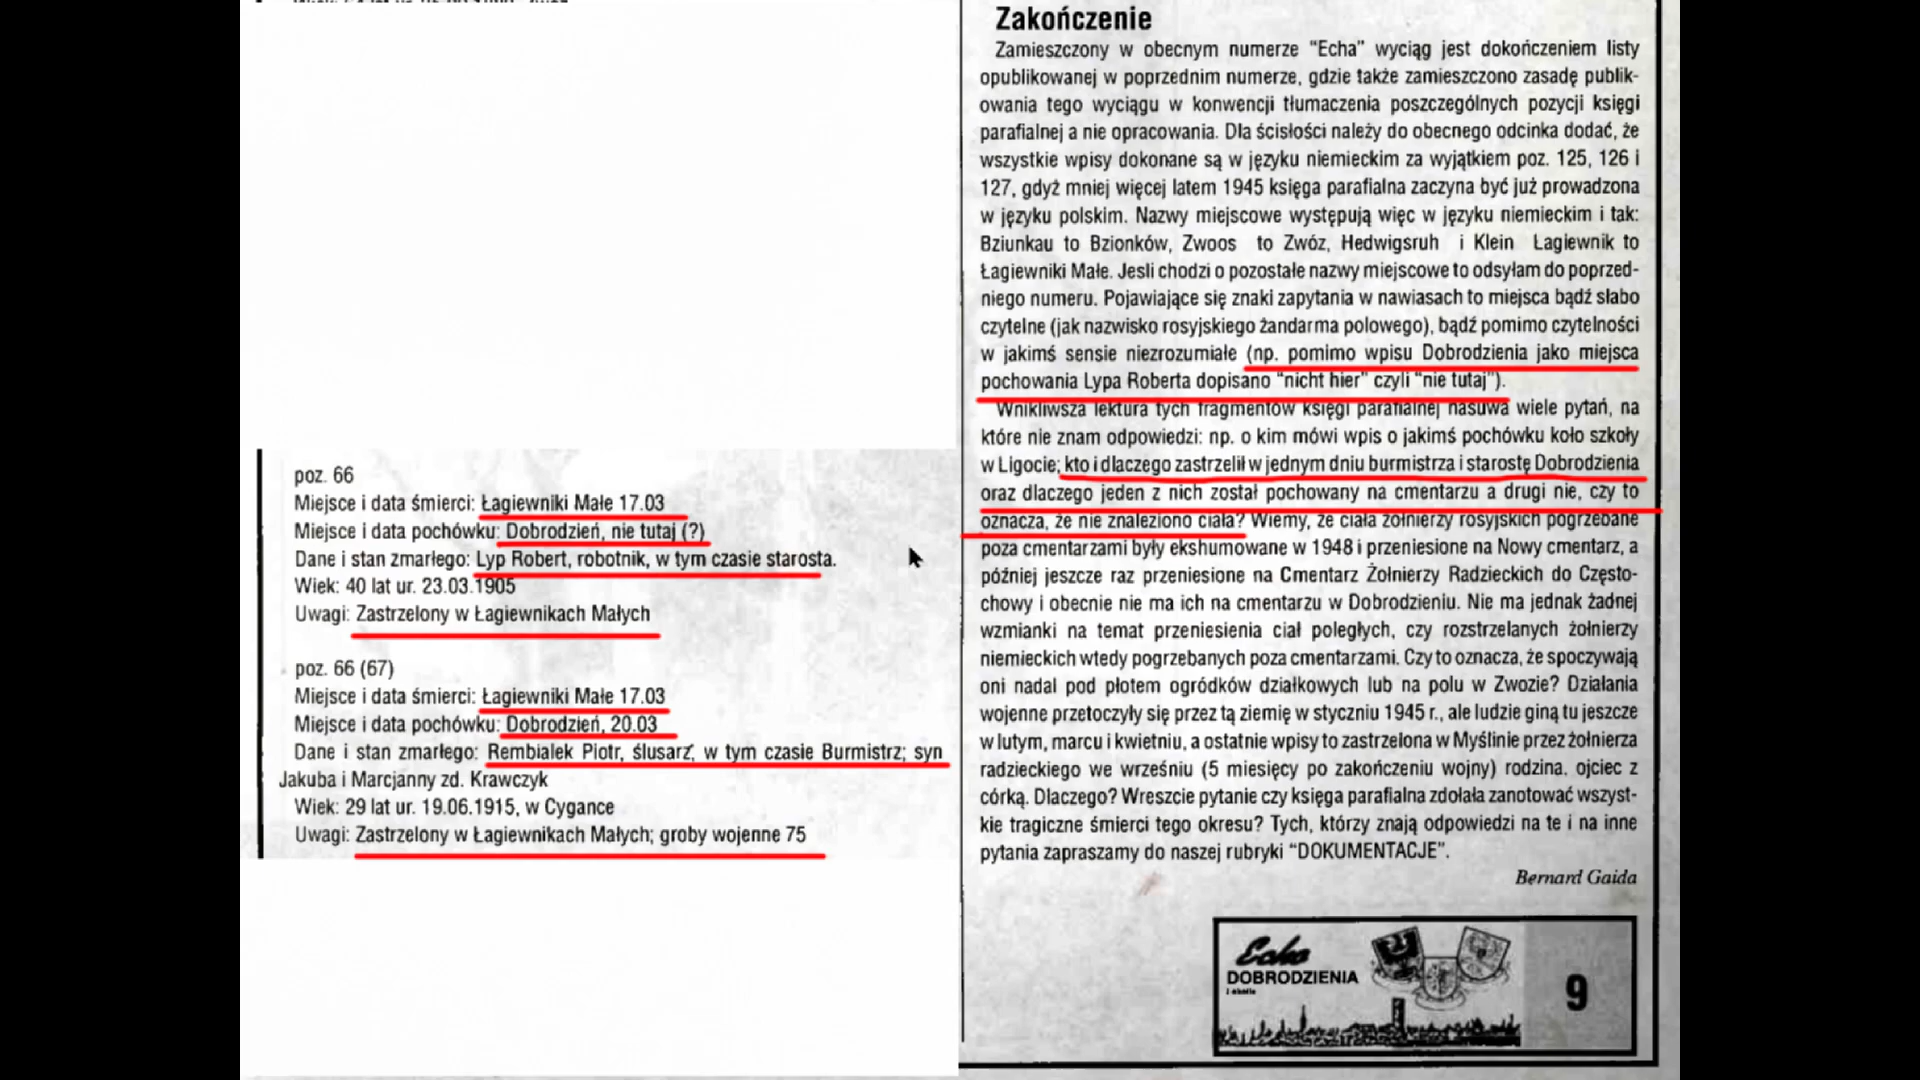 poz. 66
Miejsce i data śmierci: Łagiewniki Małe 17.03
Miejsce i data pochówku: Dobrodzień, nie tutaj (?)
Dane i stan zmarłego: Lyp Robert, robotnik, w tym czasie starosta.
Wiek: 40 lat ur. 23.03.1905
Uwagi: Zastrzelony w Łagiewnikach Małych
poz. 66 (67)
Miejsce i data śmierci: Łagiewniki Małe 17.03
Miejsce i data pochówku: Dobrodzień, 20.03
Dane i stan zmarłego: Rembialek Piotr, ślusarz, w tym czasie Burmistrz; syn
Jakuba i Marcjanny zd. Krawczyk
Wiek: 29 lat ur. 19.06.1915, w Cygance
Uwagi: Zastrzelony w Łagiewnikach Małych; groby wojenne 75
Zakończenie
Zamieszczony w obecnym numerze "Echa" wyciąg jest dokończeniem listy
opublikowanej w poprzednim numerze, gdzie także zamieszczono zasadę publik-
owania tego wyciągu w konwencji tłumaczenia poszczególnych pozycji księgi
parafialnej a nie opracowania. Dla ścisłości należy do obecnego odcinka dodać, że
wszystkie wpisy dokonane są w języku niemieckim za wyjątkiem poz. 125, 126 i
127, gdyż mniej więcej latem 1945 księga parafialna zaczyna być już prowadzona
w języku polskim. Nazwy miejscowe występują więc w języku niemieckim i tak:
Bziunkau to Bzionków, Zwoos to Zwóz, Hedwigsruh i Klein Lagiewnik to
Łagiewniki Małe. Jesli chodzi o pozostałe nazwy miejscowe to odsyłam do poprzed-
niego numeru. Pojawiające się znaki zapytania w nawiasach to miejsca bądź słabo
czytelne (jak nazwisko rosyjskiego żandarma polowego), bądź pomimo czytelności
w jakimś sensie niezrozumiałe (np. pomimo wpisu Dobrodzienia jako miejsca
pochowania Lypa Roberta dopisano "nicht hier" czyli "nie tutaj").
Wnikliwsza lektura tych fragmentów księgi parafialnej nasuwa wiele pytań, na
które nie znam odpowiedzi: np. o kim mówi wpis o jakimś pochówku koło szkoły
w Ligocie; kto i dlaczego zastrzelił w jednym dniu burmistrza i starostę Dobrodzienia
oraz dlaczego jeden z nich został pochowany na cmentarzu a drugi nie, czy to
oznacza, że nie znaleziono ciała? Wiemy, że ciała żołnierzy rosyjskich pogrzebane
poza cmentarzami były ekshumowane w 1948 i przeniesione na Nowy cmentarz, a
później jeszcze raz przeniesione na Cmentarz Żołnierzy Radzieckich do Często-
chowy i obecnie nie ma ich na cmentarzu w Dobrodzieniu. Nie ma jednak żadnej
wzmianki na temat przeniesienia ciał poległych, czy rozstrzelanych żołnierzy
niemieckich wtedy pogrzebanych poza cmentarzami. Czy to oznacza, że spoczywają
oni nadal pod płotem ogródków działkowych lub na polu w Zwozie? Działania
wojenne przetoczyły się przez tą ziemię w styczniu 1945 r., ale ludzie giną tu jeszcze
w lutym, marcu i kwietniu, a ostatnie wpisy to zastrzelona w Myślinie przez żołnierza
radzieckiego we wrześniu (5 miesięcy po zakończeniu wojny) rodzina, ojciec z
córką. Dlaczego? Wreszcie pytanie czy księga parafialna zdołała zanotować wszyst-
kie tragiczne śmierci tego okresu? Tych, którzy znają odpowiedzi na te i na inne
pytania zapraszamy do naszej rubryki "DOKUMENTACJE".
Bernard Gaida
Echo
DOBRODZIENIA
i okolic
9